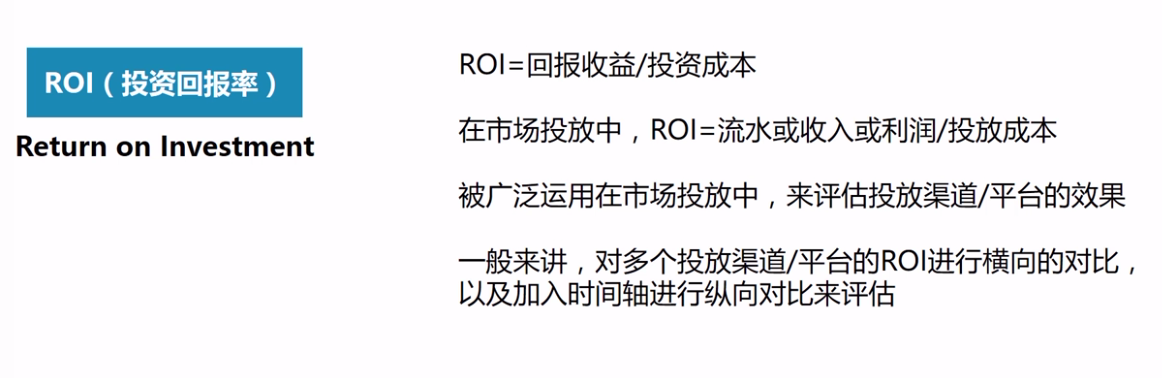 ROI（投资回报率）
Return on Investment
ROI=回报收益/投资成本
在市场投放中，ROI=流水或收入或利润/投放成本
被广泛运用在市场投放中，来评估投放渠道/平台的效果
一般来讲，对多个投放渠道/平台的ROI进行横向的对比，
以及加入时间轴进行纵向对比来评估